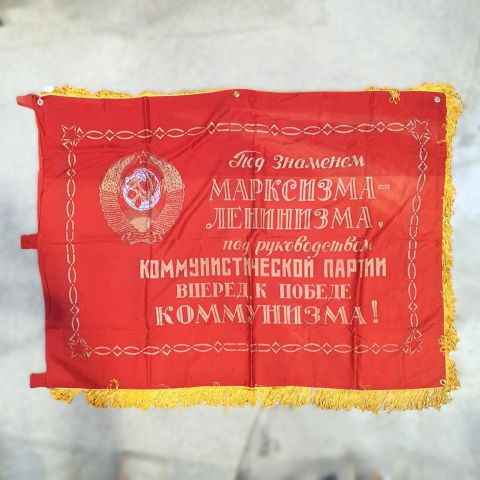 Под Знаменем
МАРКСИЗМА-
ЛЕНИНИЗМА,
под руководством
КОММУНИСТИЧЕСКОЙ ПАРТИИ
ВПЕРЕД К ПОБЕДЕ
КОММУНИЗМА!